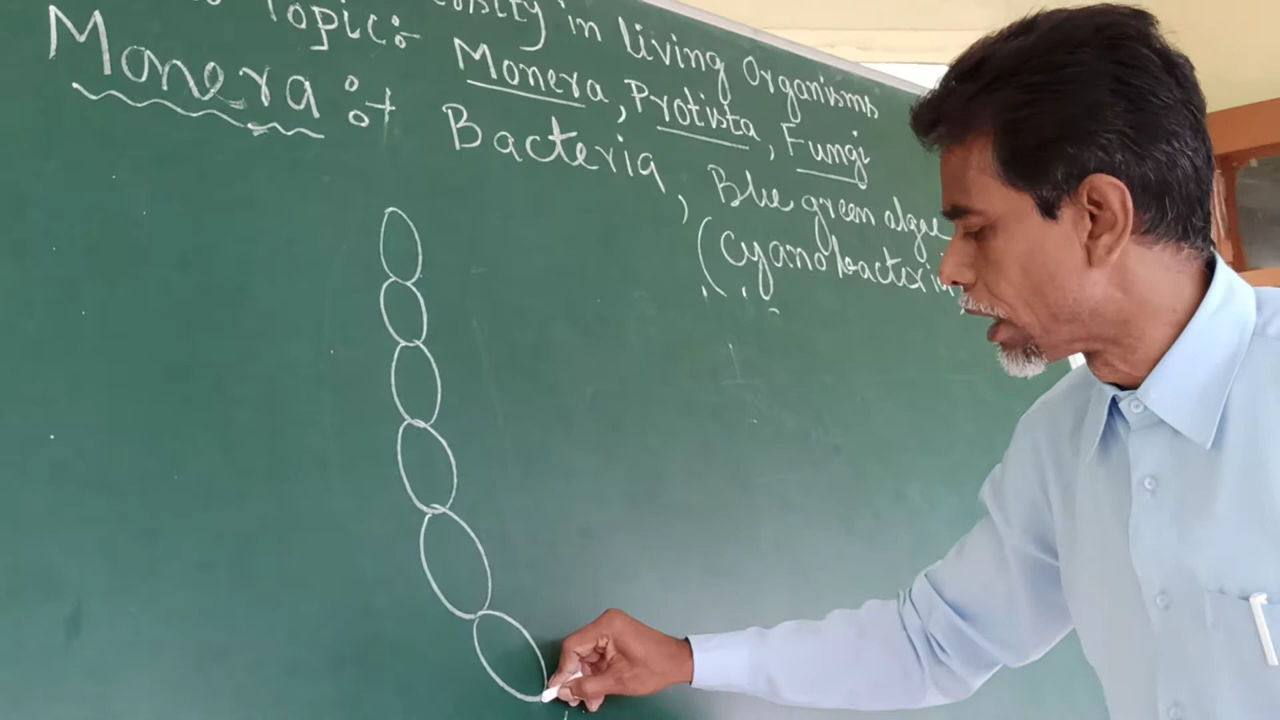 Topic:- in living Organisms
Monera, Protista, Fungi
Monera :+ Bacteria, Blue green algae
(Cyanobacteri